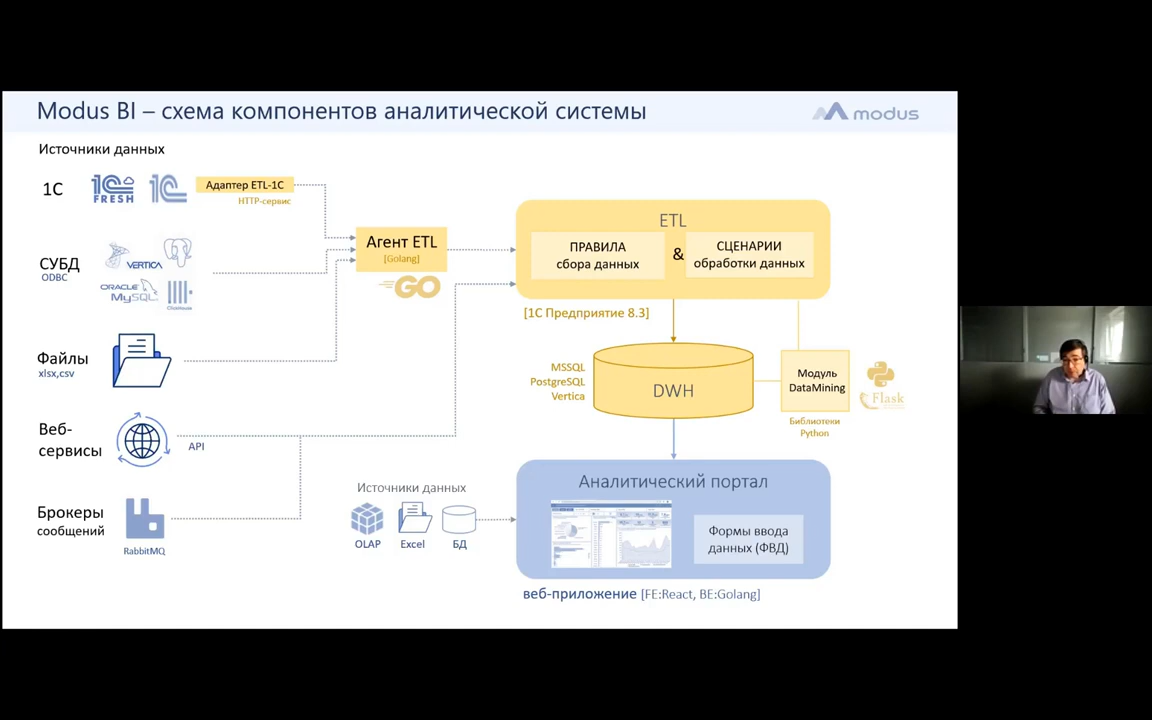 Modus BI – схема компонентов аналитической системы
modus
Источники данных
1С
1С
FRESH
1С
Адаптер ETL-1С
HTTP-сервис
СУБД
ODBC
VERTICA
ORACLE
MySQL
ClickHouse
Файлы
xlsx,csv
Веб-
сервисы
API
Брокеры
сообщений
RabbitMQ
Агент ETL
[Golang]
GO
ETL
ПРАВИЛА
сбора данных
&
СЦЕНАРИИ
обработки данных
[1С Предприятие 8.3]
MSSQL
PostgreSQL
Vertica
DWH
Модуль
DataMining
Flask
Библиотеки
Python
Источники данных
OLAP
Excel
БД
Аналитический портал
Формы ввода
данных (ФВД)
веб-приложение [FE:React, BE:Golang]